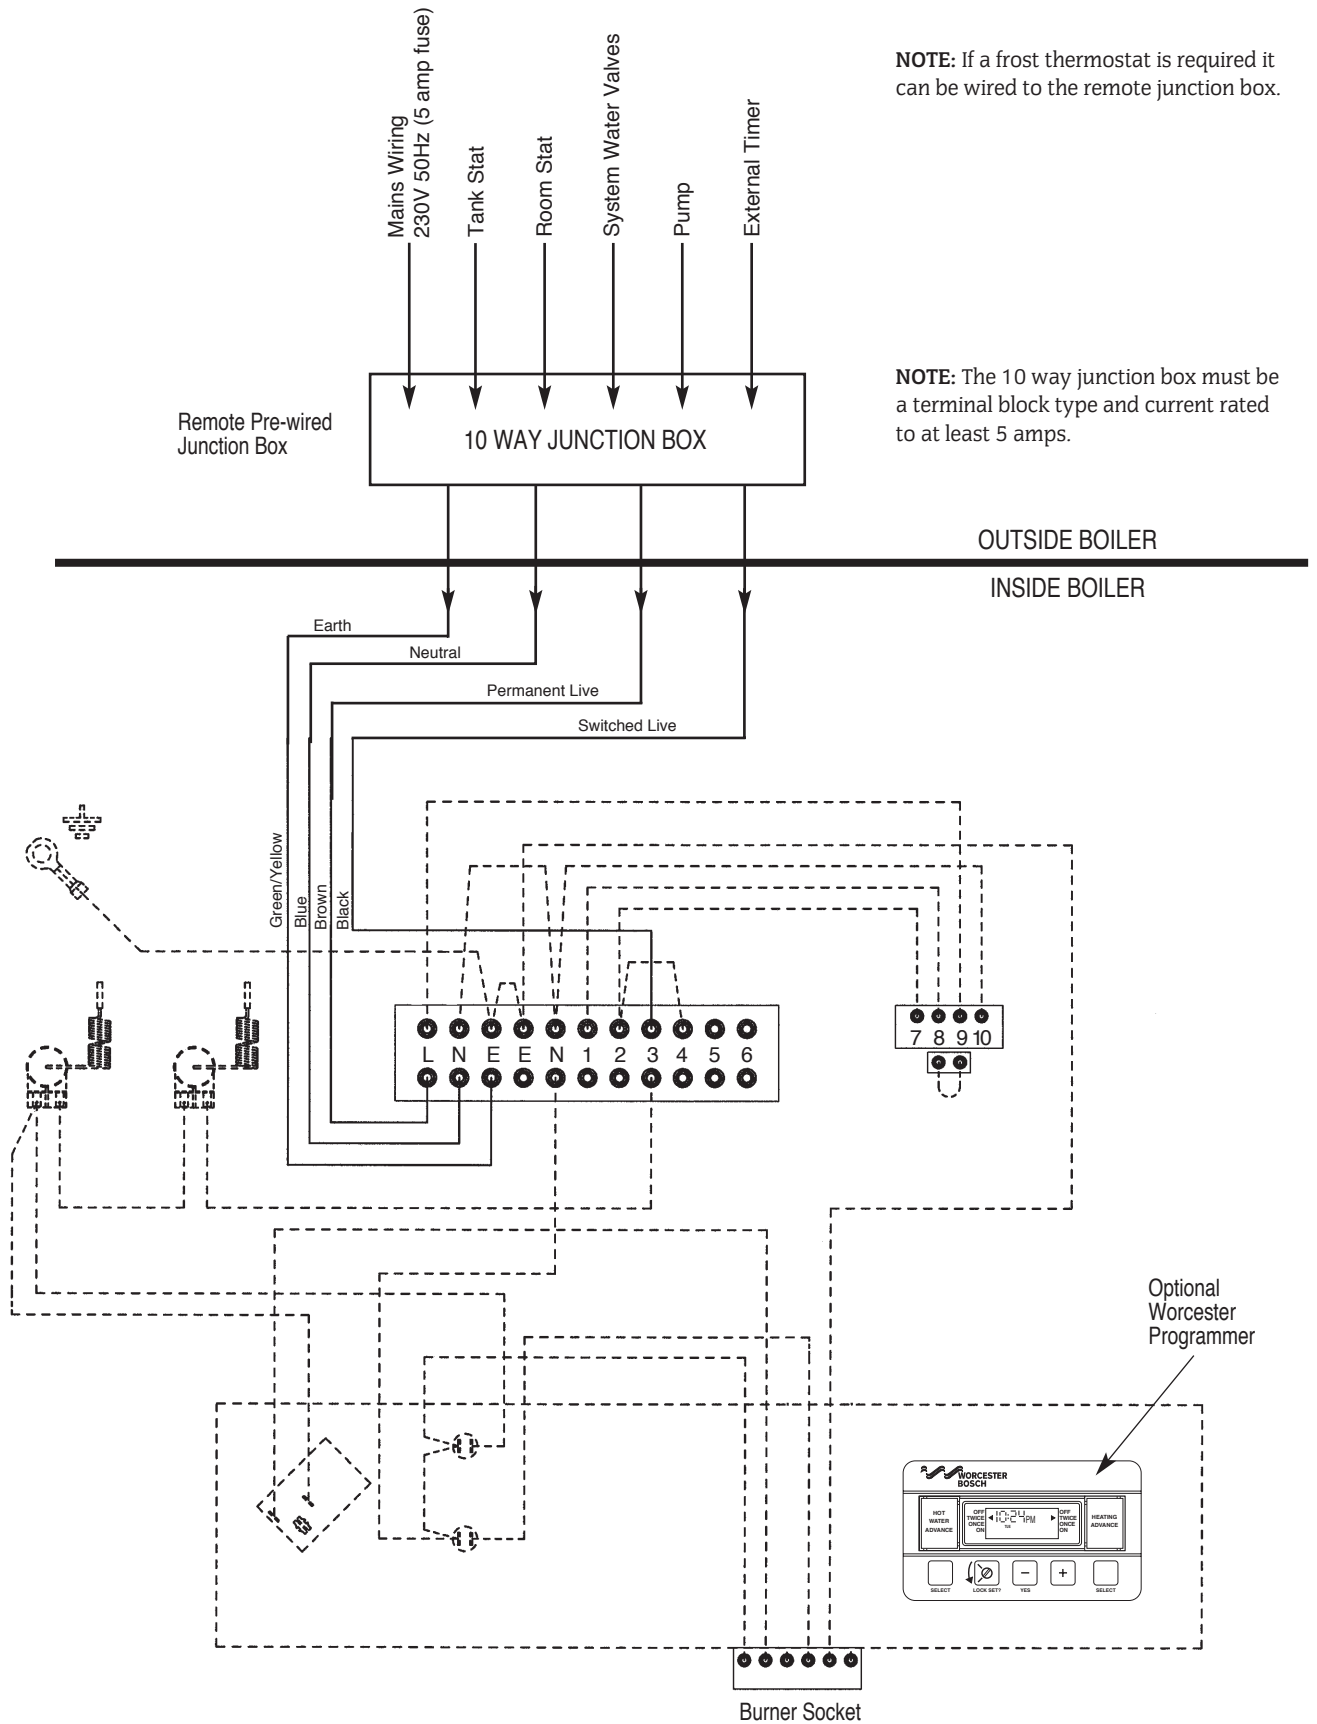 Mains Wiring
230V 50Hz (5 amp fuse)
Tank Stat
Room Stat
System Water Valves
Pump
External Timer
NOTE: If a frost thermostat is required it
can be wired to the remote junction box.
NOTE: The 10 way junction box must be
a terminal block type and current rated
to at least 5 amps.
Remote Pre-wired
Junction Box
10 WAY JUNCTION BOX
OUTSIDE BOILER
INSIDE BOILER
Earth
Neutral
Permanent Live
Switched Live
Green/Yellow
Blue
Brown
Black
L N E E N 1 2 3 4 5 6
7 8 9 10
Optional
Worcester
Programmer
WORCESTER
BOSCH
HOT
WATER
ADVANCE
OFF
TWICE
ONCE
ON
10:24PM
TUE
OFF
TWICE
ONCE
ON
HEATING
ADVANCE
SELECT
LOCK SET?
−
YES
+
SELECT
Burner Socket